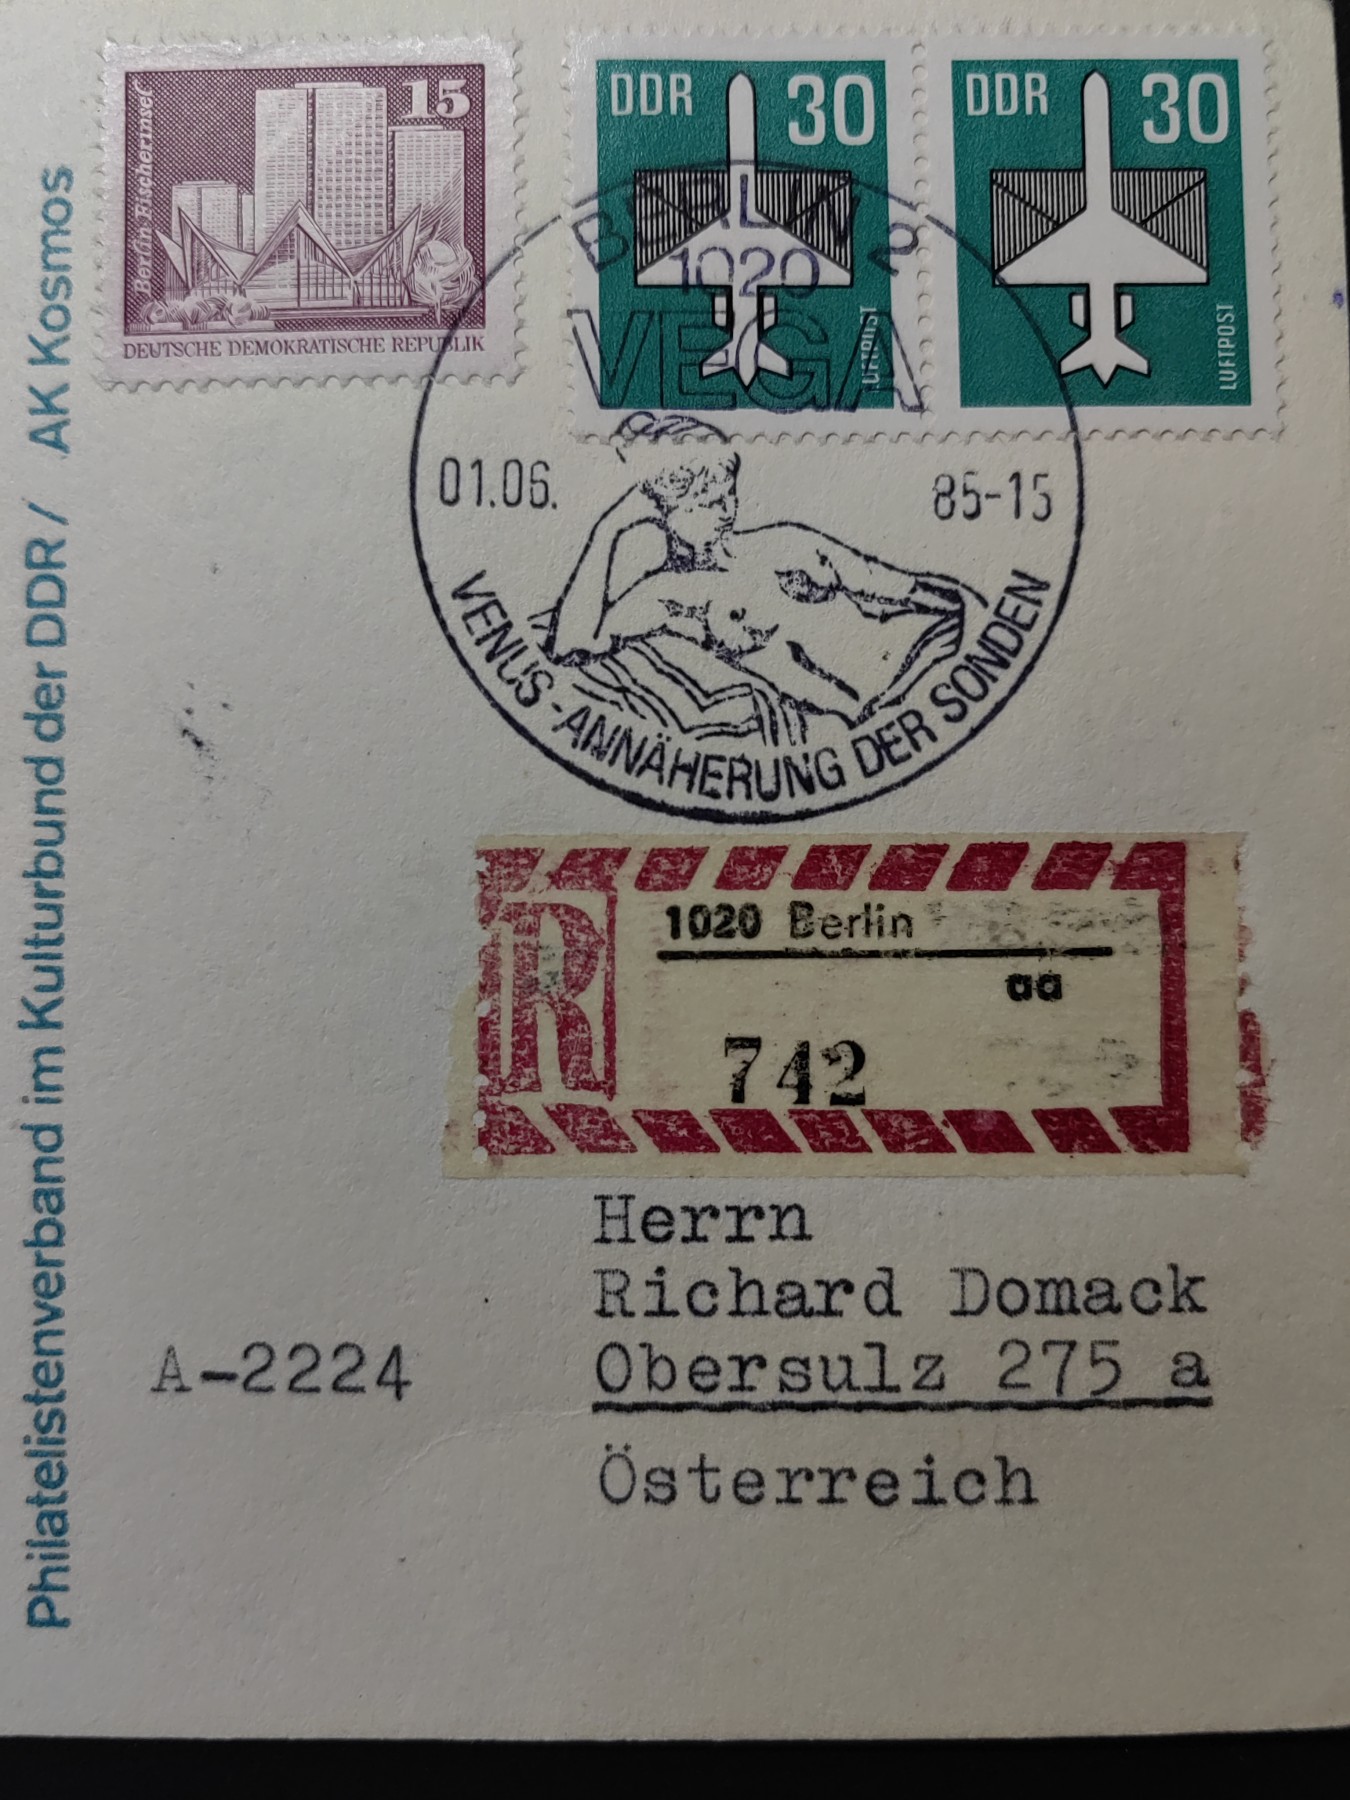 Philatelistenverband im Kulturbund der DDR / AK Kosmos
15
Berlin Fischerinsel
DEUTSCHE DEMOKRATISCHE REPUBLIK
DDR 30
LUFTPOST
DDR 30
LUFTPOST
BERLIN 2
1020
VEGA
01.06. 85-15
VENUS-ANNÄHERUNG DER SONDEN
R
1020 Berlin
aa
742
Herrn
Richard Domack
A-2224 Obersulz 275 a
Österreich